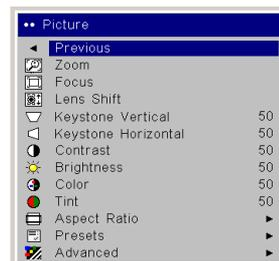 •• Picture
Previous
Zoom
Focus
Lens Shift
Keystone Vertical 50
Keystone Horizontal 50
Contrast 50
Brightness 50
Color 50
Tint 50
Aspect Ratio
Presets
Advanced